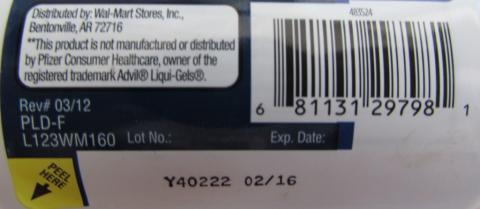 Distributed by: Wal-Mart Stores, Inc.,
Bentonville, AR 72716
**This product is not manufactured or distributed
by Pfizer Consumer Healthcare, owner of the
registered trademark Advil® Liqui-Gels®.
483524
6 81131 29798 1
Rev# 03/12
PLD-F
L123WM160 Lot No.: Exp. Date:
PEEL
HERE
Y40222 02/16